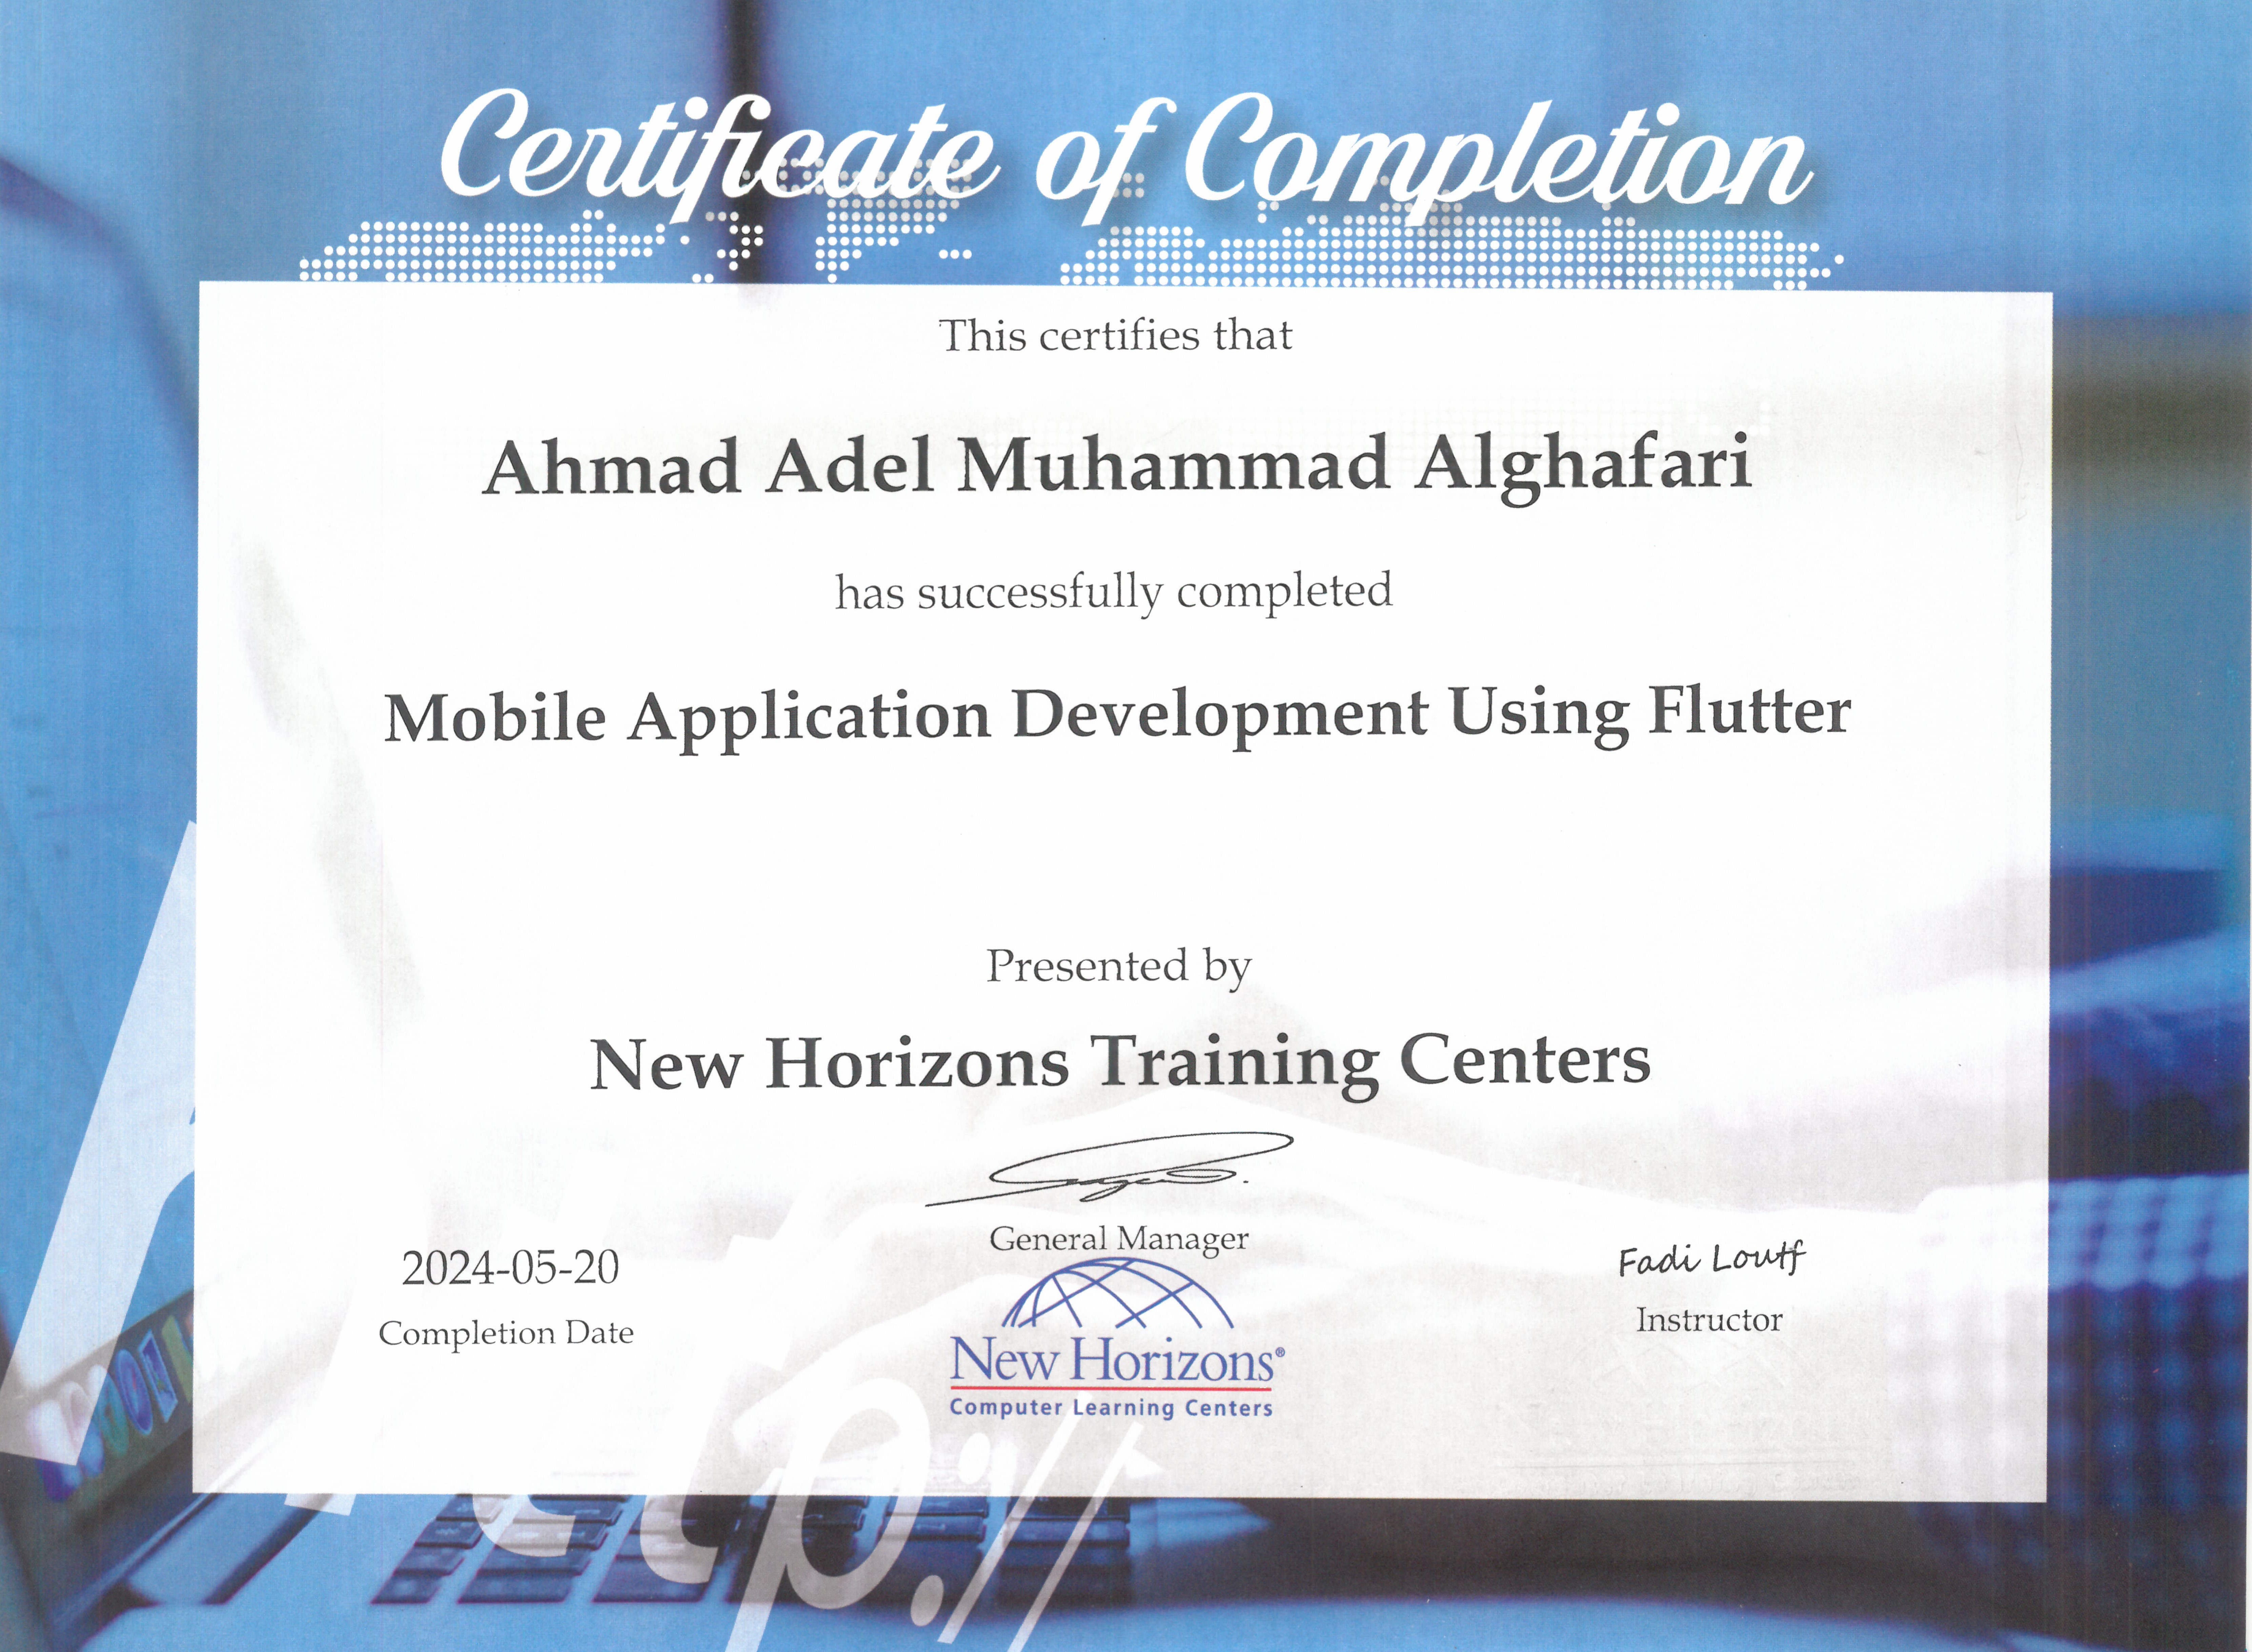 Certificate of Completion
This certifies that
Ahmad Adel Muhammad Alghafari
has successfully completed
Mobile Application Development Using Flutter
Presented by
New Horizons Training Centers
General Manager
2024-05-20
Completion Date
Fadi Loutf
Instructor
New Horizons®
Computer Learning Centers